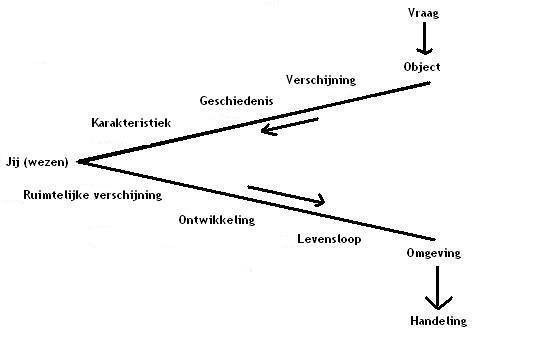 Vraag
Object
Verschijning
Geschiedenis
Karakteristiek
Jij (wezen)
Ruimtelijke verschijning
Ontwikkeling
Levensloop
Omgeving
Handeling